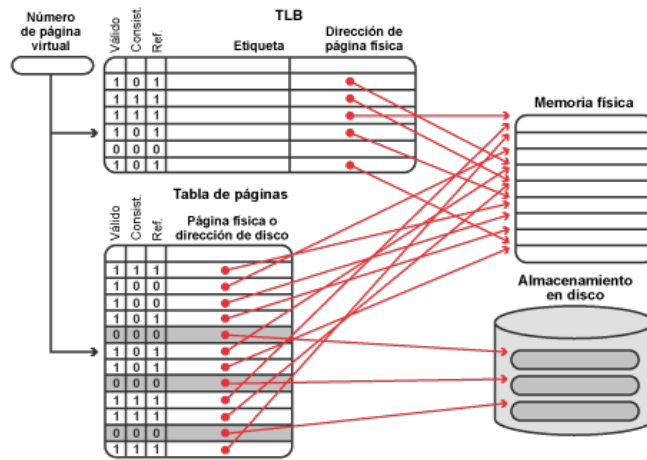 Número
de página
virtual
TLB
Válido
Consist.
Ref.
Etiqueta
Dirección de
página física
1 0 1
1 1 1
1 1 1
1 0 1
0 0 0
1 0 1
Memoria física
Tabla de páginas
Válido
Consist.
Ref.
Página física o
dirección de disco
1 1 1
1 0 0
1 0 0
1 0 1
0 0 0
1 0 1
1 0 1
0 0 0
1 1 1
1 1 1
0 0 0
1 1 1
Almacenamiento
en disco